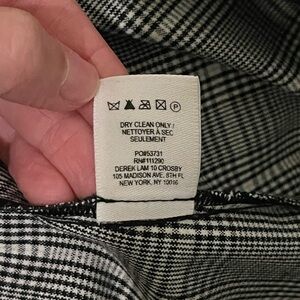 P
DRY CLEAN ONLY /
NETTOYER À SEC
SEULEMENT
PO#53731
RN#111290
DEREK LAM 10 CROSBY
105 MADISON AVE, 8TH FL
NEW YORK, NY 10016